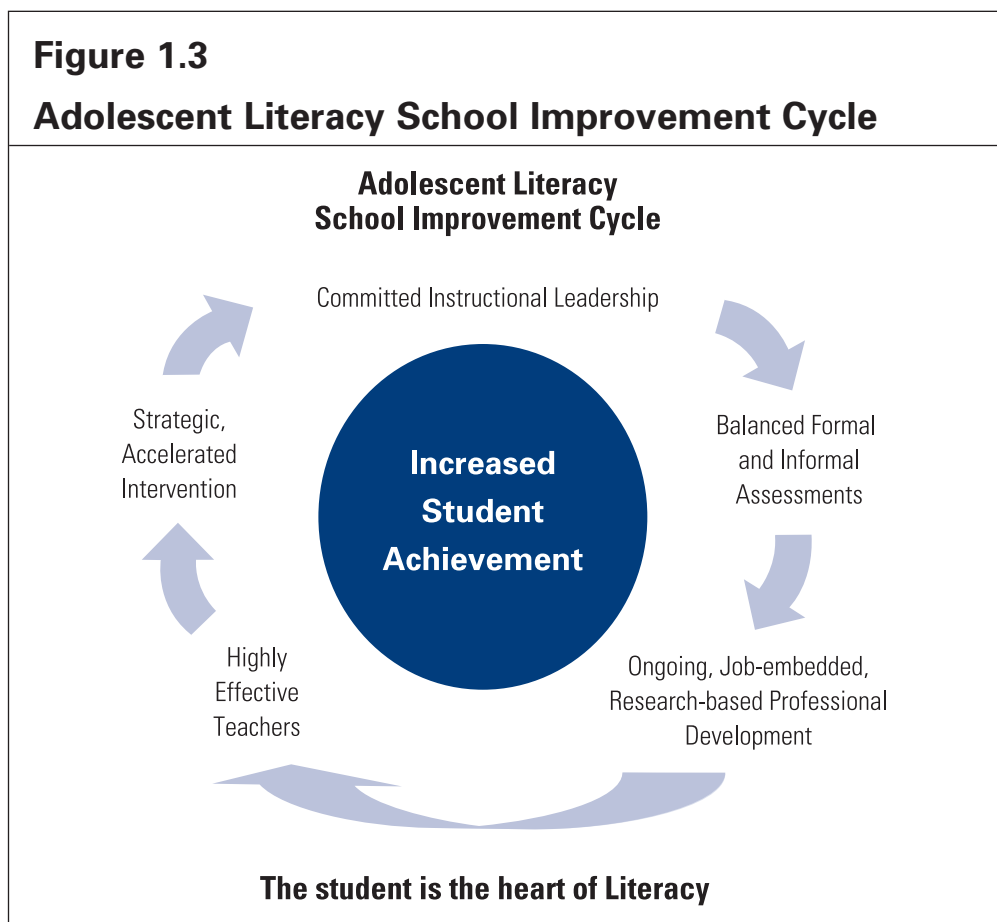 Figure 1.3
Adolescent Literacy School Improvement Cycle
Adolescent Literacy
School Improvement Cycle
Committed Instructional Leadership
Balanced Formal
and Informal
Assessments
Ongoing, Job-embedded,
Research-based Professional
Development
Highly
Effective
Teachers
Strategic,
Accelerated
Intervention
Increased
Student
Achievement
The student is the heart of Literacy